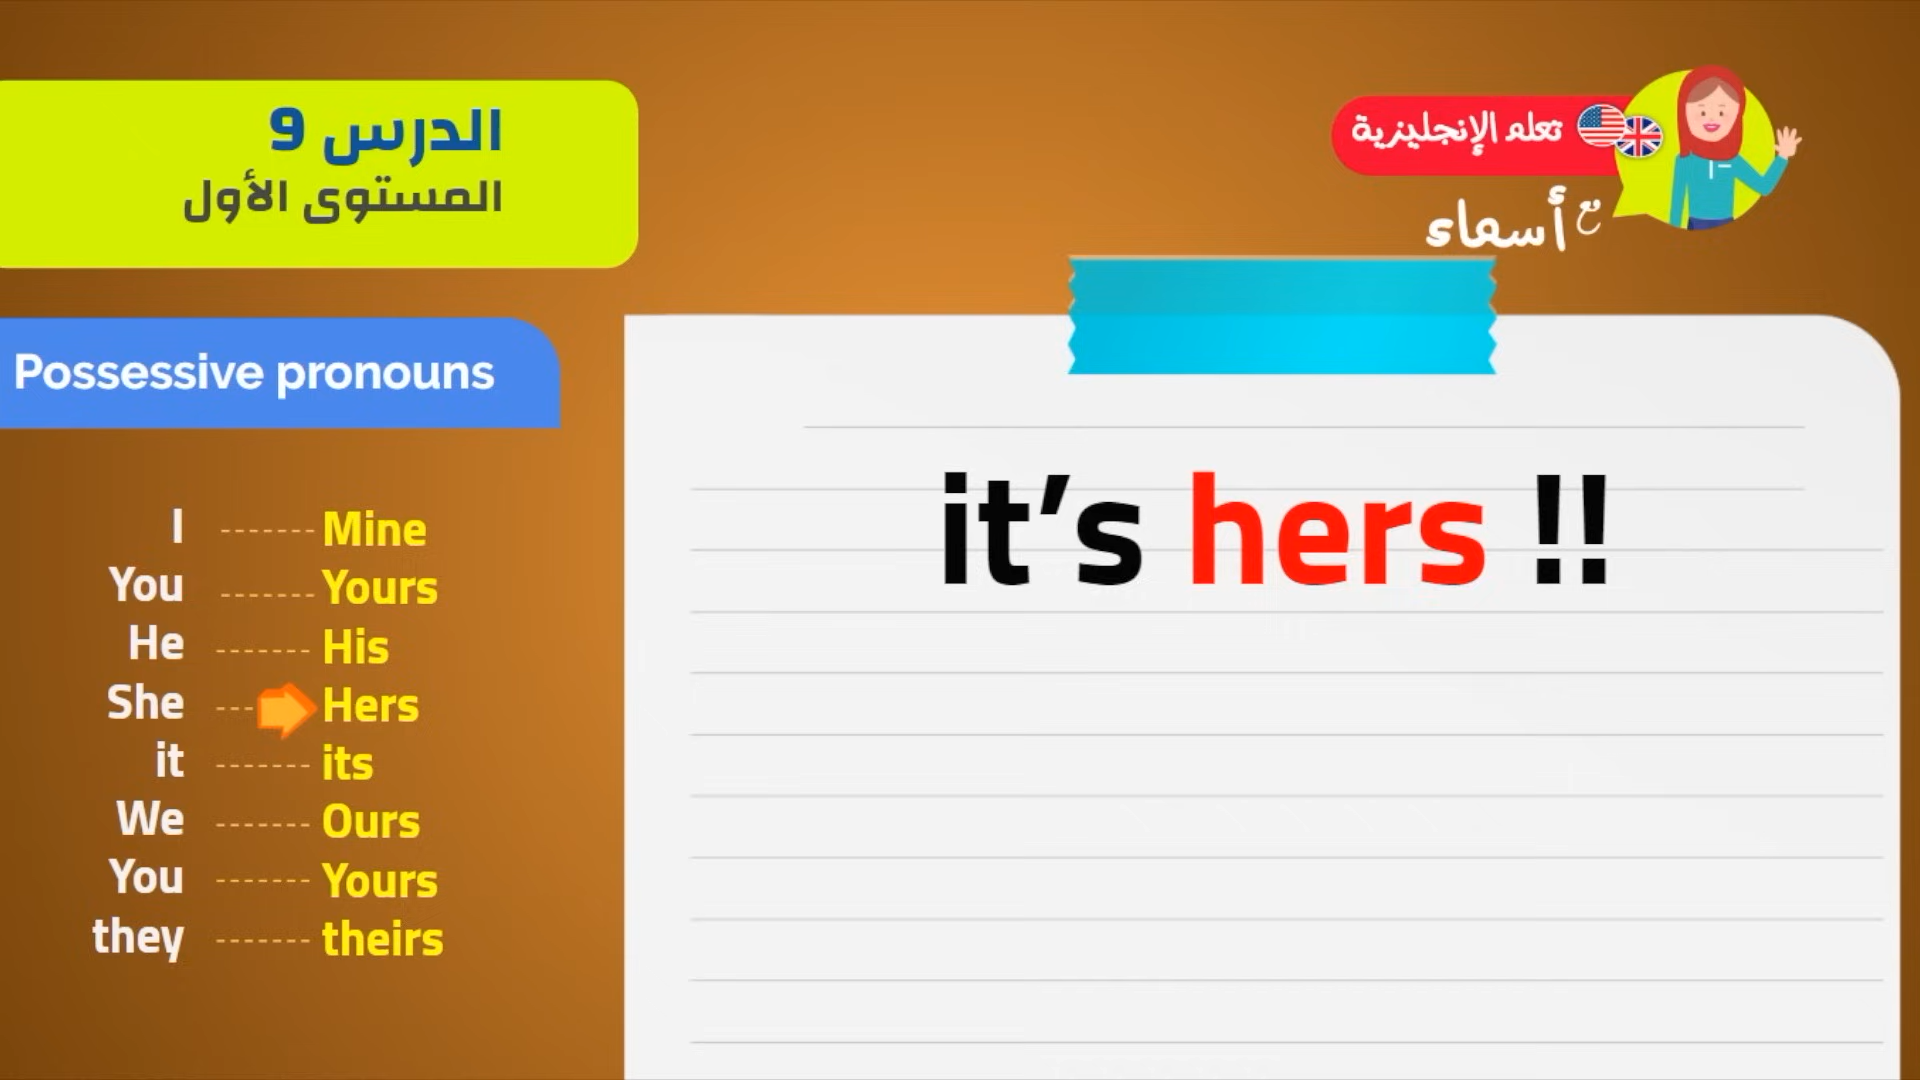 الدرس 9
المستوى الأول
تعلم الإنجليزية
مع أسماء
Possessive pronouns
I ------- Mine
You ------- Yours
He ------- His
She --- Hers
it ------- its
We ------- Ours
You ------- Yours
they ------- theirs
it’s hers !!